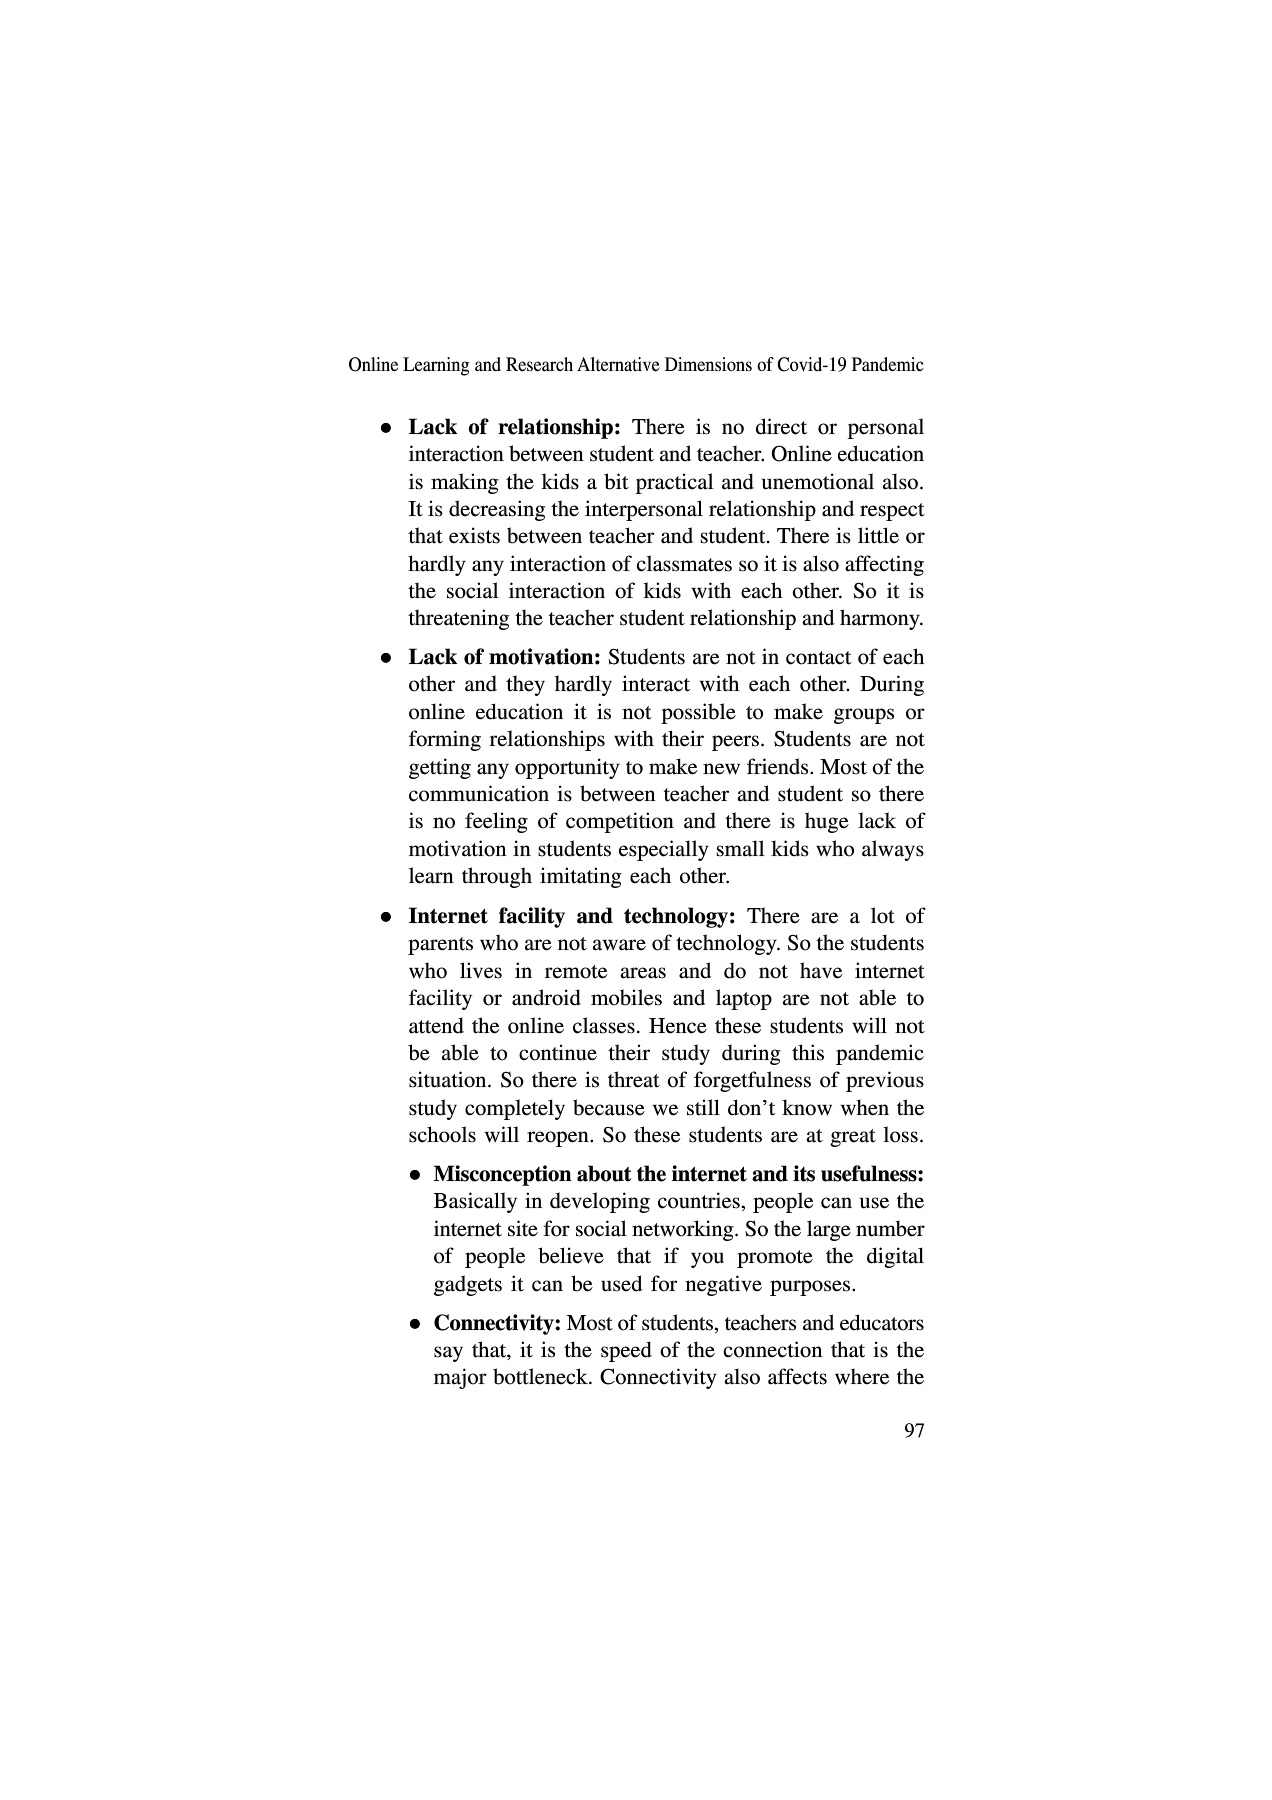 Online Learning and Research Alternative Dimensions of Covid-19 Pandemic
● Lack of relationship: There is no direct or personal
interaction between student and teacher. Online education
is making the kids a bit practical and unemotional also.
It is decreasing the interpersonal relationship and respect
that exists between teacher and student. There is little or
hardly any interaction of classmates so it is also affecting
the social interaction of kids with each other. So it is
threatening the teacher student relationship and harmony.
● Lack of motivation: Students are not in contact of each
other and they hardly interact with each other. During
online education it is not possible to make groups or
forming relationships with their peers. Students are not
getting any opportunity to make new friends. Most of the
communication is between teacher and student so there
is no feeling of competition and there is huge lack of
motivation in students especially small kids who always
learn through imitating each other.
● Internet facility and technology: There are a lot of
parents who are not aware of technology. So the students
who lives in remote areas and do not have internet
facility or android mobiles and laptop are not able to
attend the online classes. Hence these students will not
be able to continue their study during this pandemic
situation. So there is threat of forgetfulness of previous
study completely because we still don’t know when the
schools will reopen. So these students are at great loss.
● Misconception about the internet and its usefulness:
Basically in developing countries, people can use the
internet site for social networking. So the large number
of people believe that if you promote the digital
gadgets it can be used for negative purposes.
● Connectivity: Most of students, teachers and educators
say that, it is the speed of the connection that is the
major bottleneck. Connectivity also affects where the
97